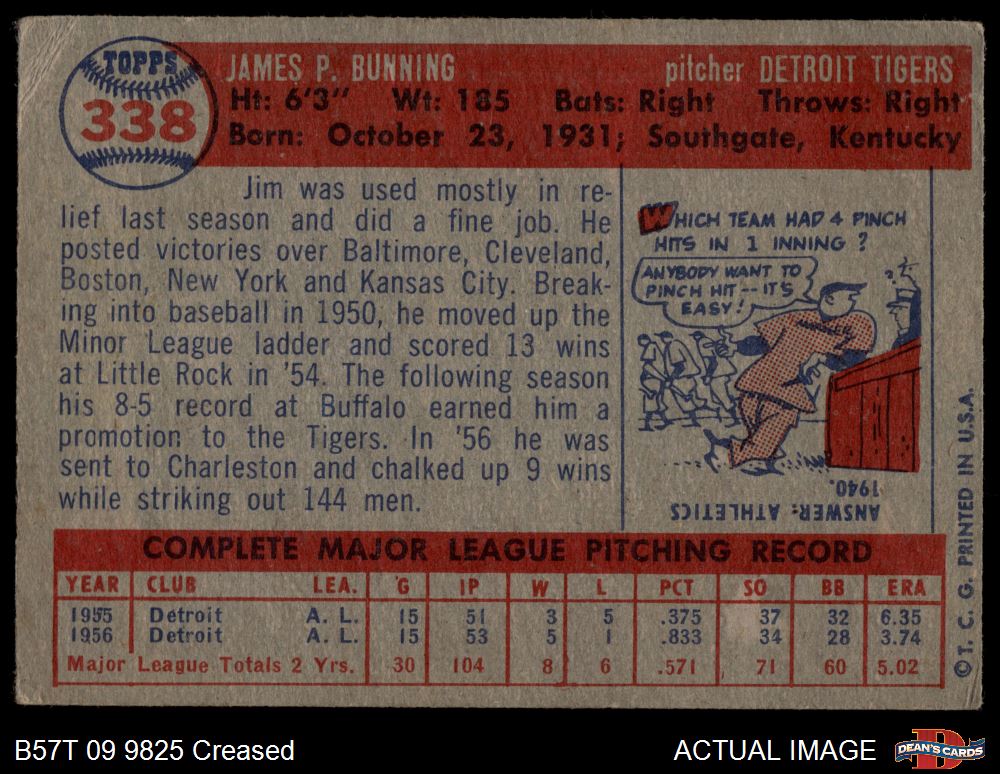 TOPPS
338
JAMES P. BUNNING pitcher DETROIT TIGERS
Ht: 6'3" Wt: 185 Bats: Right Throws: Right
Born: October 23, 1931; Southgate, Kentucky
Jim was used mostly in re-
lief last season and did a fine job. He
posted victories over Baltimore, Cleveland,
Boston, New York and Kansas City. Break-
ing into baseball in 1950, he moved up the
Minor League ladder and scored 13 wins
at Little Rock in '54. The following season
his 8-5 record at Buffalo earned him a
promotion to the Tigers. In '56 he was
sent to Charleston and chalked up 9 wins
while striking out 144 men.
WHICH TEAM HAD 4 PINCH
HITS IN 1 INNING ?
ANYBODY WANT TO
PINCH HIT--IT'S
EASY!
ANSWER: ATHLETICS
1940.
COMPLETE MAJOR LEAGUE PITCHING RECORD
YEAR CLUB LEA. G IP W L PCT SO BB ERA
1955 Detroit A. L. 15 51 3 5 .375 37 32 6.35
1956 Detroit A. L. 15 53 5 1 .833 34 28 3.74
Major League Totals 2 Yrs. 30 104 8 6 .571 71 60 5.02
©T. C. G. PRINTED IN U.S.A.
B57T 09 9825 Creased
ACTUAL IMAGE
D
DEAN'S CARDS